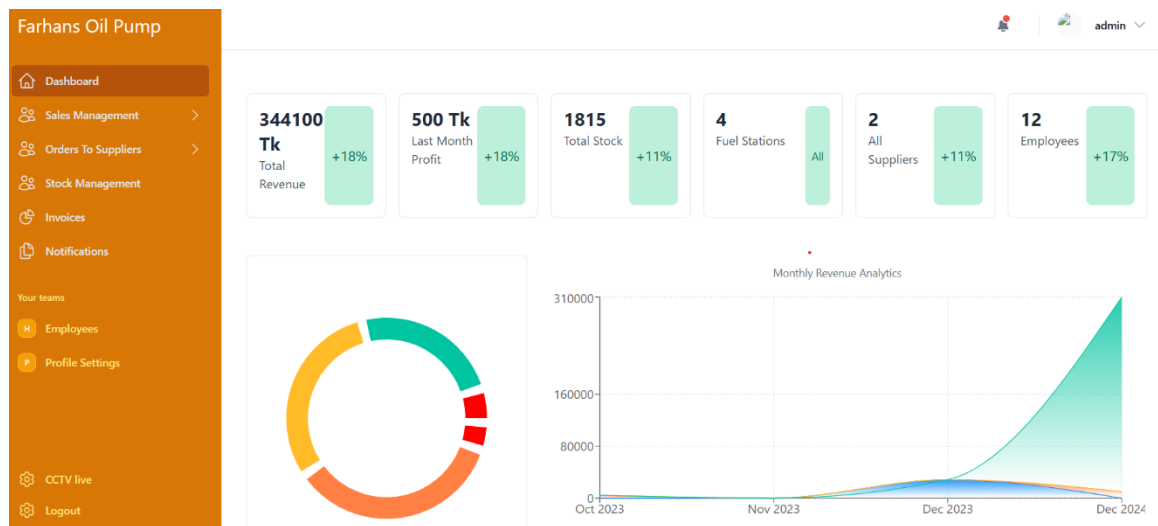 Farhans Oil Pump
admin
Dashboard
Sales Management
Orders To Suppliers
Stock Management
Invoices
Notifications
Your teams
H Employees
P Profile Settings
CCTV live
Logout
344100
Tk
Total
Revenue
+18%
500 Tk
Last Month
Profit
+18%
1815
Total Stock
+11%
4
Fuel Stations
All
2
All
Suppliers
+11%
12
Employees
+17%
Monthly Revenue Analytics
310000
160000
80000
0
Oct 2023
Nov 2023
Dec 2023
Dec 2024